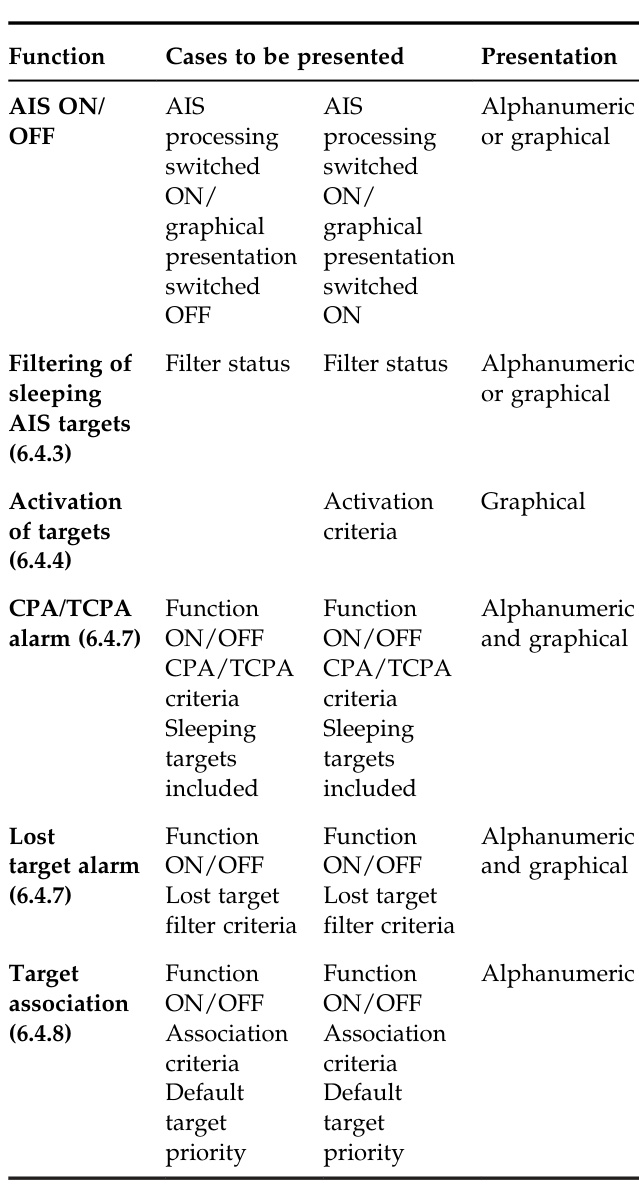 Function Cases to be presented Presentation
AIS ON/ AIS AIS Alphanumeric
OFF processing processing or graphical
switched switched
ON/ ON/
graphical graphical
presentation presentation
switched switched
OFF ON
Filtering of Filter status Filter status Alphanumeric
sleeping or graphical
AIS targets
(6.4.3)
Activation Activation Graphical
of targets criteria
(6.4.4)
CPA/TCPA Function Function Alphanumeric
alarm (6.4.7) ON/OFF ON/OFF and graphical
CPA/TCPA CPA/TCPA
criteria criteria
Sleeping Sleeping
targets targets
included included
Lost Function Function Alphanumeric
target alarm ON/OFF ON/OFF and graphical
(6.4.7) Lost target Lost target
filter criteria filter criteria
Target Function Function Alphanumeric
association ON/OFF ON/OFF
(6.4.8) Association Association
criteria criteria
Default Default
target target
priority priority